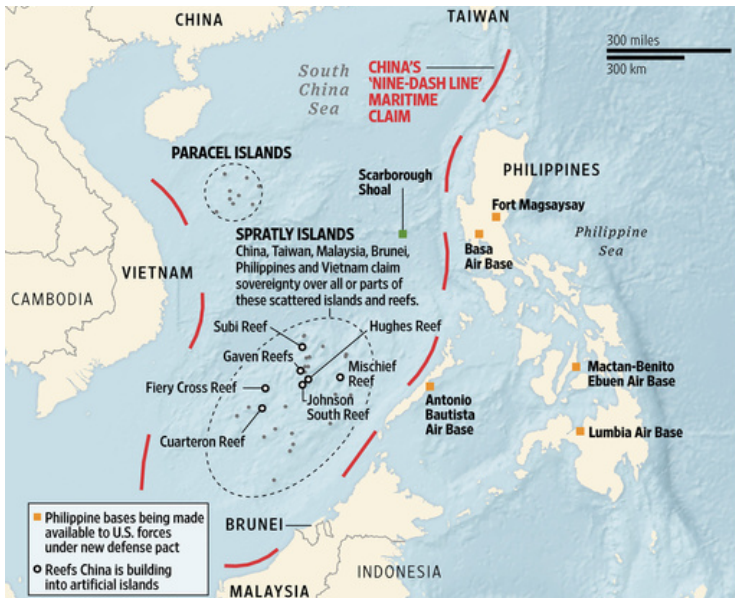 CHINA
TAIWAN
300 miles
300 km
South
China
Sea
CHINA'S
'NINE-DASH LINE'
MARITIME
CLAIM
PARACEL ISLANDS
Scarborough
Shoal
PHILIPPINES
Fort Magsaysay
Philippine
Sea
Basa
Air Base
SPRATLY ISLANDS
China, Taiwan, Malaysia, Brunei,
Philippines and Vietnam claim
sovereignty over all or parts of
these scattered islands and reefs.
VIETNAM
CAMBODIA
Subi Reef
Hughes Reef
Gaven Reefs
Mischief
Reef
Fiery Cross Reef
Johnson
South Reef
Cuarteron Reef
Antonio
Bautista
Air Base
Mactan-Benito
Ebuen Air Base
Lumbia Air Base
Philippine bases being made
available to U.S. forces
under new defense pact
Reefs China is building
into artificial islands
BRUNEI
MALAYSIA
INDONESIA